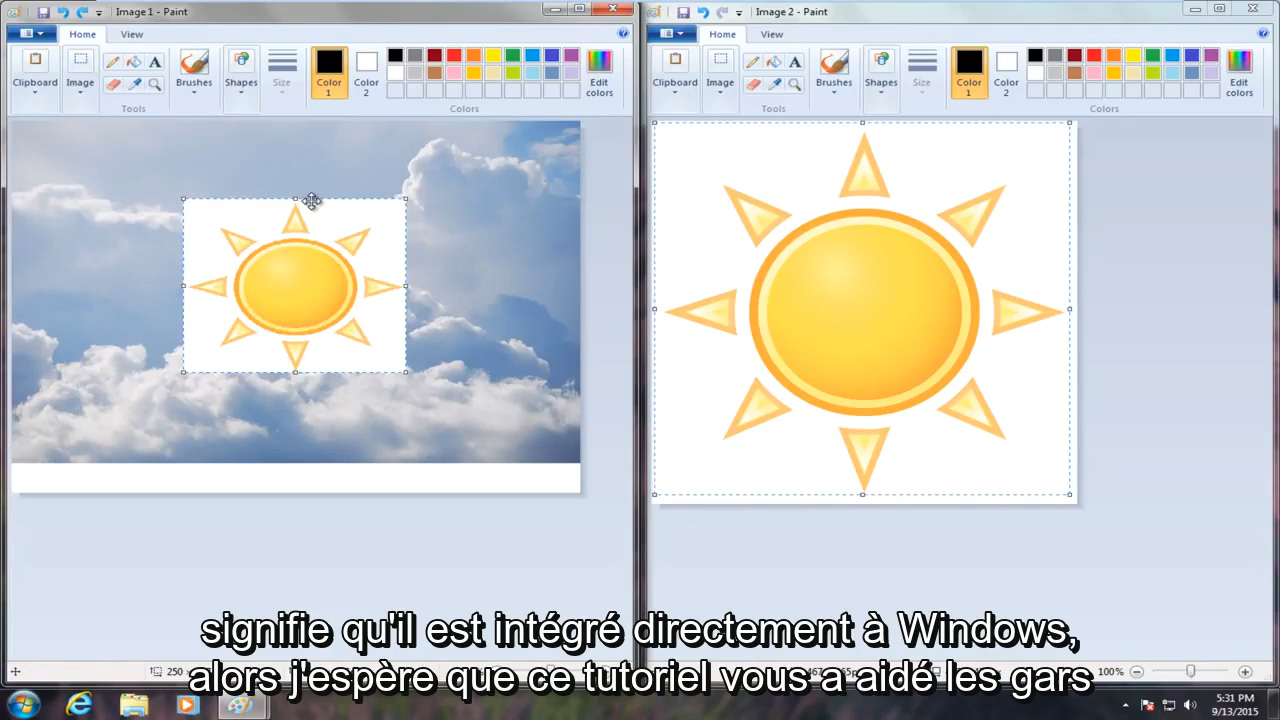 Image 1 - Paint
Image 2 - Paint
Home
View
Home
View
Clipboard
Image
Tools
Brushes
Shapes
Size
Color 1
Color 2
Colors
Edit colors
Clipboard
Image
Tools
Brushes
Shapes
Size
Color 1
Color 2
Colors
Edit colors
signifie qu'il est intégré directement à Windows,
alors j'espère que ce tutoriel vous a aidé les gars
250
100%
5:31 PM
9/13/2015